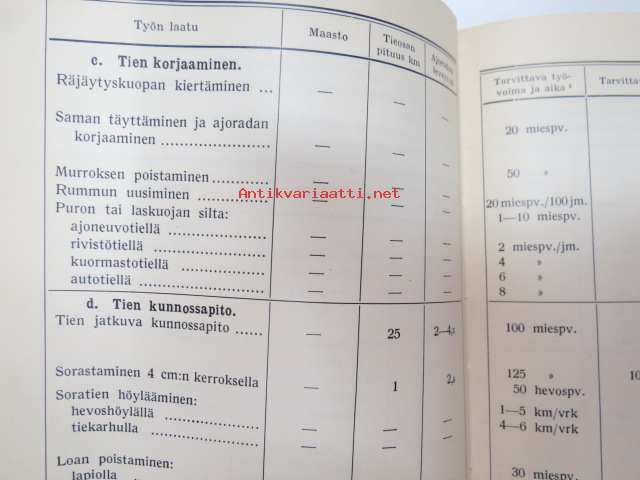 Työn laatu
Maasto
Tieosan pituus km
c. Tien korjaaminen.
Räjäytyskuopan kiertäminen ... — —
Saman täyttäminen ja ajoradan
korjaaminen .................... — — —
Murroksen poistaminen ........... — — —
Rummun uusiminen .............. — — —
Puron tai laskuojan silta:
ajoneuvotiellä .................. — — —
rivistötiellä ..................... — — —
kuormastotiellä ................ — — —
autotiellä ........................ — — —
d. Tien kunnossapito.
Tien jatkuva kunnossapito ...... — 25
Sorastaminen 4 cm:n kerroksella — 1
Soratien höylääminen:
hevoshöylällä .................. — — —
tiekarhulla ...................... — — —
Loan poistaminen:
lapiolla
Tarvittava työ-
voima ja aika ¹
20 miespv.
50 »
20 miespv./100 jm.
1—10 miespv.
2 miespv./jm.
4 »
6 »
8 »
100 miespv.
125 »
50 hevospv.
1—5 km/vrk
4—6 km/vrk
30 miespv.
Antikvariaatti.net